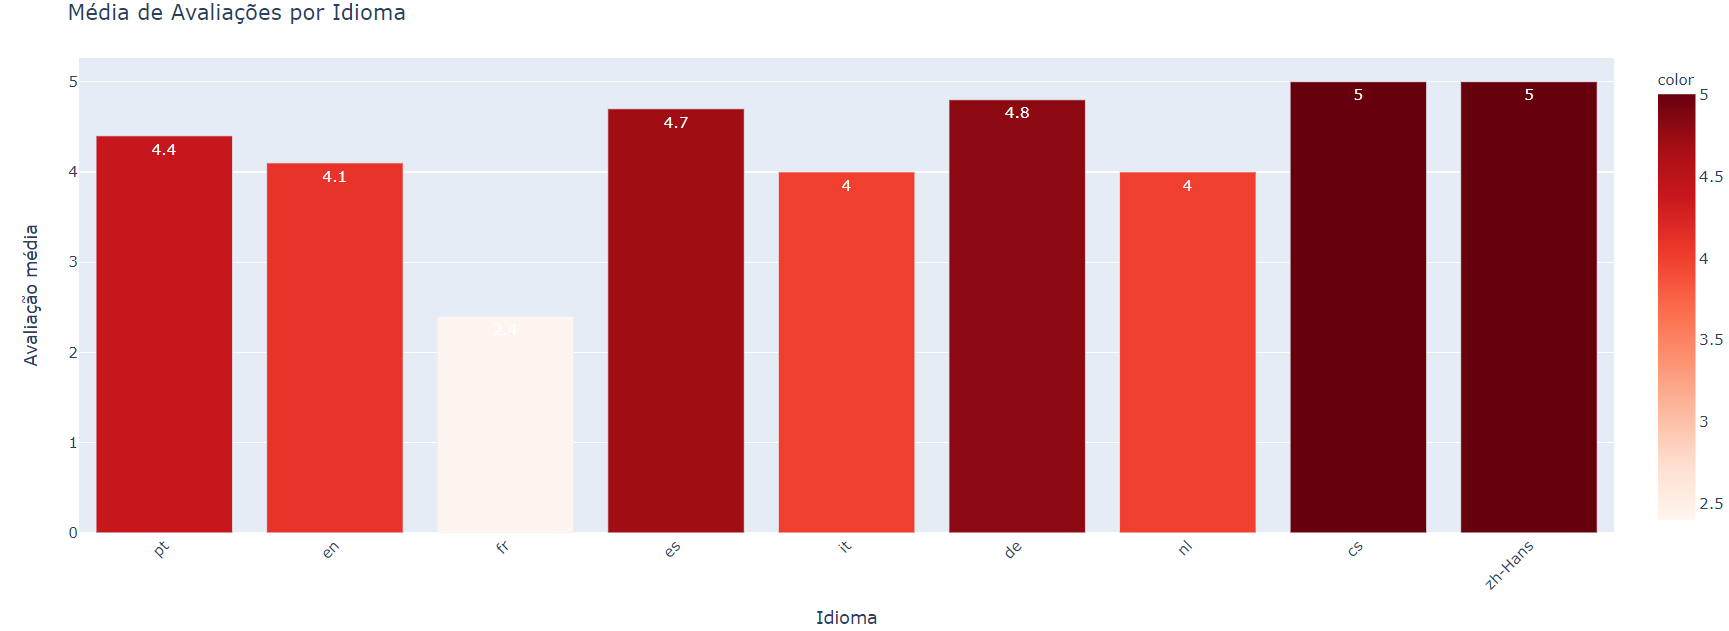 Média de Avaliações por Idioma
Avaliação média
5
4
3
2
1
0
4.4
4.1
2.4
4.7
4
4.8
4
5
5
pt
en
fr
es
it
de
nl
cs
zh-Hans
Idioma
color
5
4.5
4
3.5
3
2.5